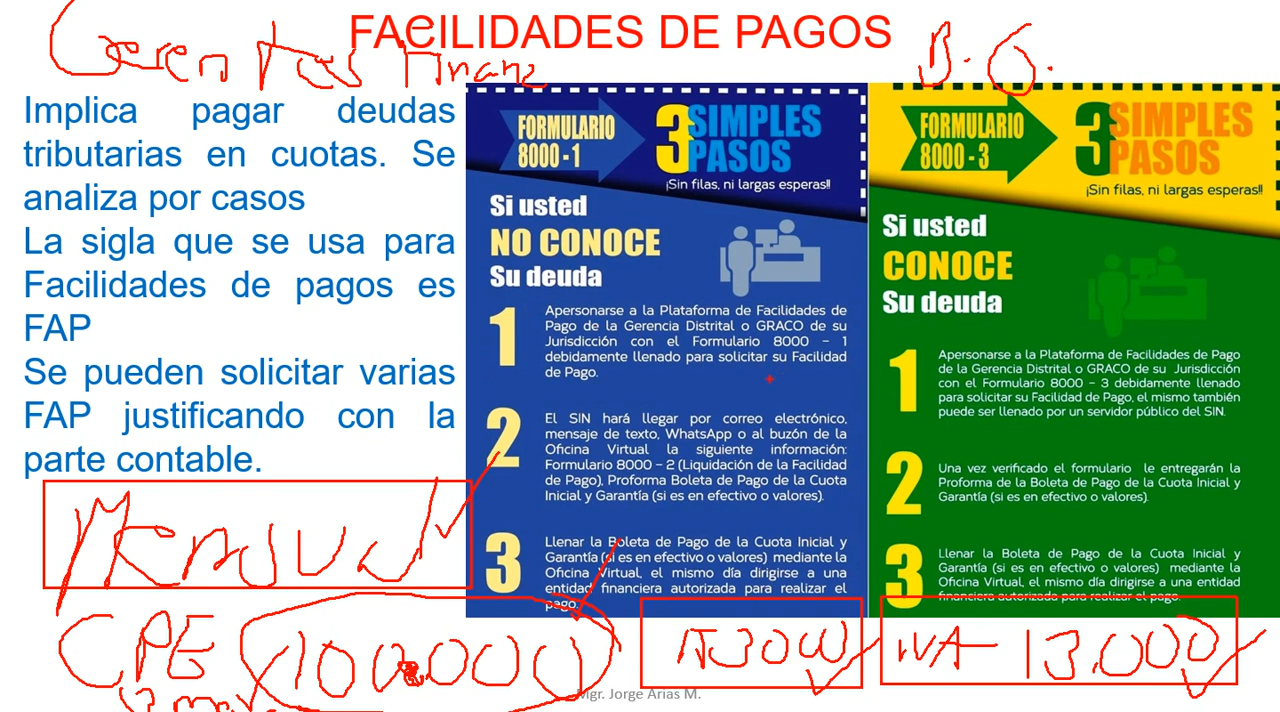 FACILIDADES DE PAGOS
B. G.
Implica pagar deudas
tributarias en cuotas. Se
analiza por casos
La sigla que se usa para
Facilidades de pagos es
FAP
Se pueden solicitar varias
FAP justificando con la
parte contable.
FORMULARIO
8000 - 1
3 SIMPLES
PASOS
¡Sin filas, ni largas esperas!!
Si usted
NO CONOCE
Su deuda
1
Apersonarse a la Plataforma de Facilidades de
Pago de la Gerencia Distrital o GRACO de su
Jurisdicción con el Formulario 8000 – 1
debidamente llenado para solicitar su Facilidad
de Pago.
2
El SIN hará llegar por correo electrónico,
mensaje de texto, WhatsApp o al buzón de la
Oficina Virtual la siguiente información:
Formulario 8000 – 2 (Liquidación de la Facilidad
de Pago), Proforma Boleta de Pago de la Cuota
Inicial y Garantía (si es en efectivo o valores).
3
Llenar la Boleta de Pago de la Cuota Inicial y
Garantía (si es en efectivo o valores) mediante la
Oficina Virtual, el mismo día dirigirse a una
entidad financiera autorizada para realizar el
pago.
FORMULARIO
8000 - 3
3 SIMPLES
PASOS
¡Sin filas, ni largas esperas!!
Si usted
CONOCE
Su deuda
1
Apersonarse a la Plataforma de Facilidades de Pago
de la Gerencia Distrital o GRACO de su Jurisdicción
con el Formulario 8000 – 3 debidamente llenado
para solicitar su Facilidad de Pago, el mismo también
puede ser llenado por un servidor público del SIN.
2
Una vez verificado el formulario le entregarán la
Proforma de la Boleta de Pago de la Cuota Inicial y
Garantía (si es en efectivo o valores).
3
Llenar la Boleta de Pago de la Cuota Inicial y
Garantía (si es en efectivo o valores) mediante la
Oficina Virtual, el mismo día dirigirse a una entidad
financiera autorizada para realizar el pago.
CPE 100.000
IVA - 13.000
Mgr. Jorge Arias M.